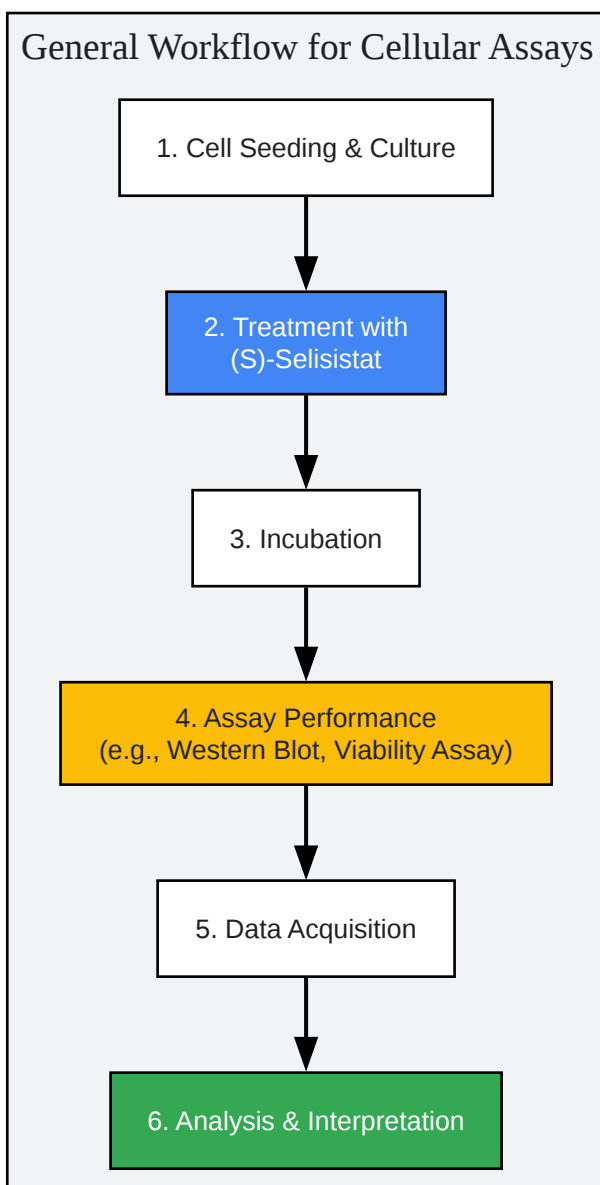 General Workflow for Cellular Assays
1. Cell Seeding & Culture
2. Treatment with
(S)-Selisistat
3. Incubation
4. Assay Performance
(e.g., Western Blot, Viability Assay)
5. Data Acquisition
6. Analysis & Interpretation